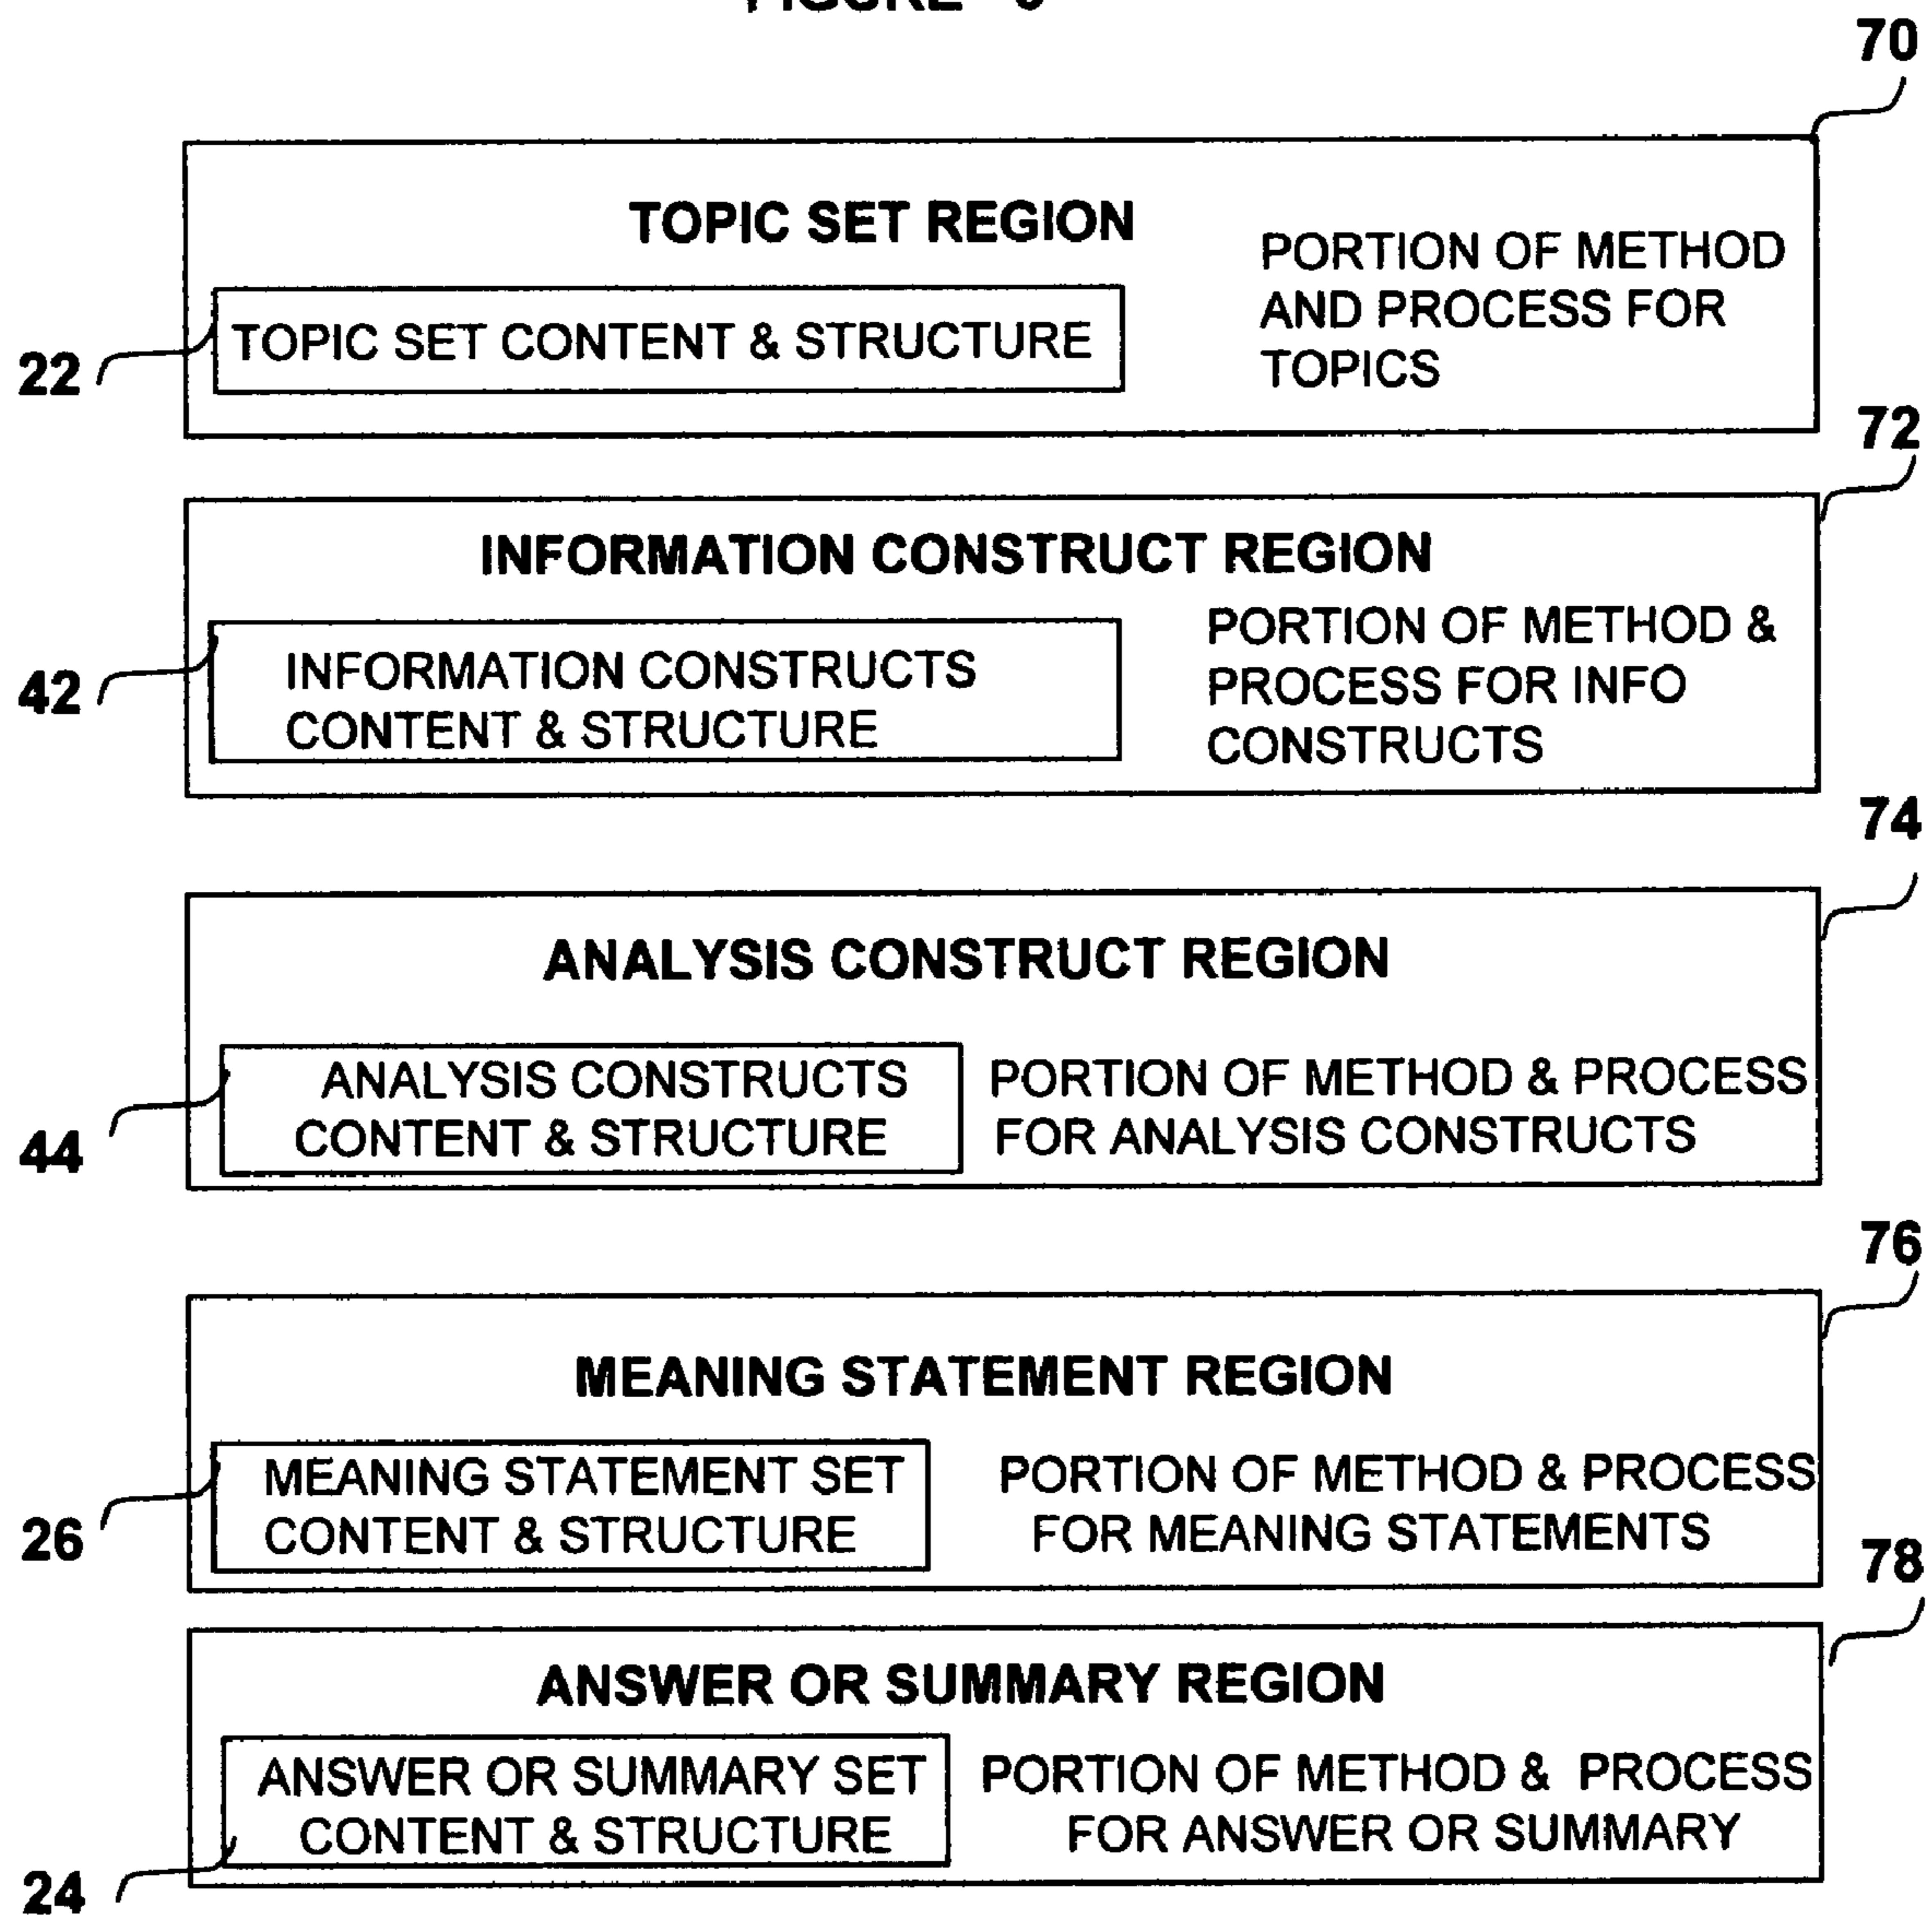 70
TOPIC SET REGION
PORTION OF METHOD
AND PROCESS FOR
TOPICS
TOPIC SET CONTENT & STRUCTURE
22
72
INFORMATION CONSTRUCT REGION
INFORMATION CONSTRUCTS
CONTENT & STRUCTURE
PORTION OF METHOD &
PROCESS FOR INFO
CONSTRUCTS
42
74
ANALYSIS CONSTRUCT REGION
ANALYSIS CONSTRUCTS
CONTENT & STRUCTURE
PORTION OF METHOD & PROCESS
FOR ANALYSIS CONSTRUCTS
44
76
MEANING STATEMENT REGION
MEANING STATEMENT SET
CONTENT & STRUCTURE
PORTION OF METHOD & PROCESS
FOR MEANING STATEMENTS
26
78
ANSWER OR SUMMARY REGION
ANSWER OR SUMMARY SET
CONTENT & STRUCTURE
PORTION OF METHOD & PROCESS
FOR ANSWER OR SUMMARY
24